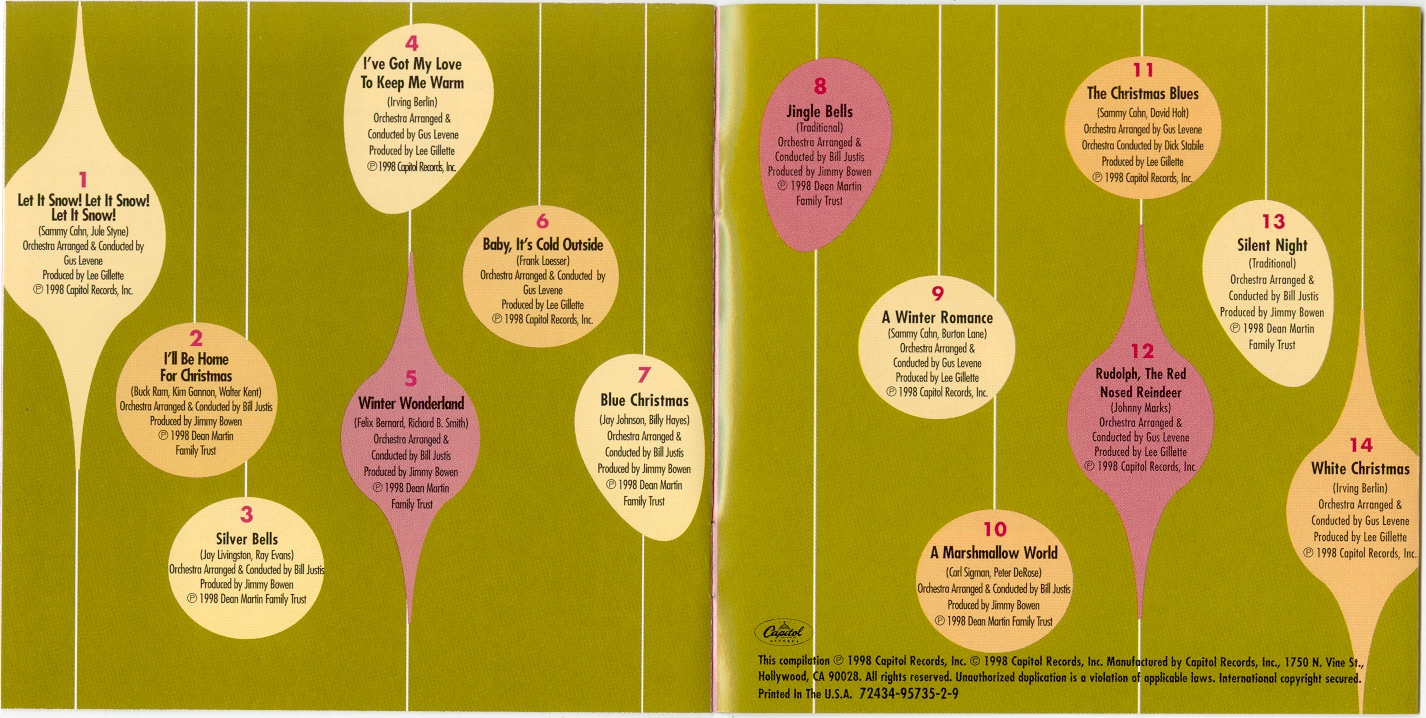 1
Let It Snow! Let It Snow!
Let It Snow!
(Sammy Cahn, Jule Styne)
Orchestra Arranged & Conducted by
Gus Levene
Produced by Lee Gillette
℗ 1998 Capitol Records, Inc.
2
I'll Be Home
For Christmas
(Buck Ram, Kim Gannon, Walter Kent)
Orchestra Arranged & Conducted by Bill Justis
Produced by Jimmy Bowen
℗ 1998 Dean Martin
Family Trust
3
Silver Bells
(Jay Livingston, Ray Evans)
Orchestra Arranged & Conducted by Bill Justis
Produced by Jimmy Bowen
℗ 1998 Dean Martin Family Trust
4
I've Got My Love
To Keep Me Warm
(Irving Berlin)
Orchestra Arranged &
Conducted by Gus Levene
Produced by Lee Gillette
℗ 1998 Capitol Records, Inc.
5
Winter Wonderland
(Felix Bernard, Richard B. Smith)
Orchestra Arranged &
Conducted by Bill Justis
Produced by Jimmy Bowen
℗ 1998 Dean Martin
Family Trust
6
Baby, It's Cold Outside
(Frank Loesser)
Orchestra Arranged & Conducted by
Gus Levene
Produced by Lee Gillette
℗ 1998 Capitol Records, Inc.
7
Blue Christmas
(Jay Johnson, Billy Hayes)
Orchestra Arranged &
Conducted by Bill Justis
Produced by Jimmy Bowen
℗ 1998 Dean Martin
Family Trust
8
Jingle Bells
(Traditional)
Orchestra Arranged &
Conducted by Bill Justis
Produced by Jimmy Bowen
℗ 1998 Dean Martin
Family Trust
9
A Winter Romance
(Sammy Cahn, Burton Lane)
Orchestra Arranged &
Conducted by Gus Levene
Produced by Lee Gillette
℗ 1998 Capitol Records, Inc.
10
A Marshmallow World
(Carl Sigman, Peter DeRose)
Orchestra Arranged & Conducted by Bill Justis
Produced by Jimmy Bowen
℗ 1998 Dean Martin Family Trust
11
The Christmas Blues
(Sammy Cahn, David Holt)
Orchestra Arranged by Gus Levene
Orchestra Conducted by Dick Stabile
Produced by Lee Gillette
℗ 1998 Capitol Records, Inc.
12
Rudolph, The Red
Nosed Reindeer
(Johnny Marks)
Orchestra Arranged &
Conducted by Gus Levene
Produced by Lee Gillette
℗ 1998 Capitol Records, Inc.
13
Silent Night
(Traditional)
Orchestra Arranged &
Conducted by Bill Justis
Produced by Jimmy Bowen
℗ 1998 Dean Martin
Family Trust
14
White Christmas
(Irving Berlin)
Orchestra Arranged &
Conducted by Gus Levene
Produced by Lee Gillette
℗ 1998 Capitol Records, Inc.
Capitol
RECORDS
This compilation ℗ 1998 Capitol Records, Inc. © 1998 Capitol Records, Inc. Manufactured by Capitol Records, Inc., 1750 N. Vine St.,
Hollywood, CA 90028. All rights reserved. Unauthorized duplication is a violation of applicable laws. International copyright secured.
Printed In The U.S.A. 72434-95735-2-9